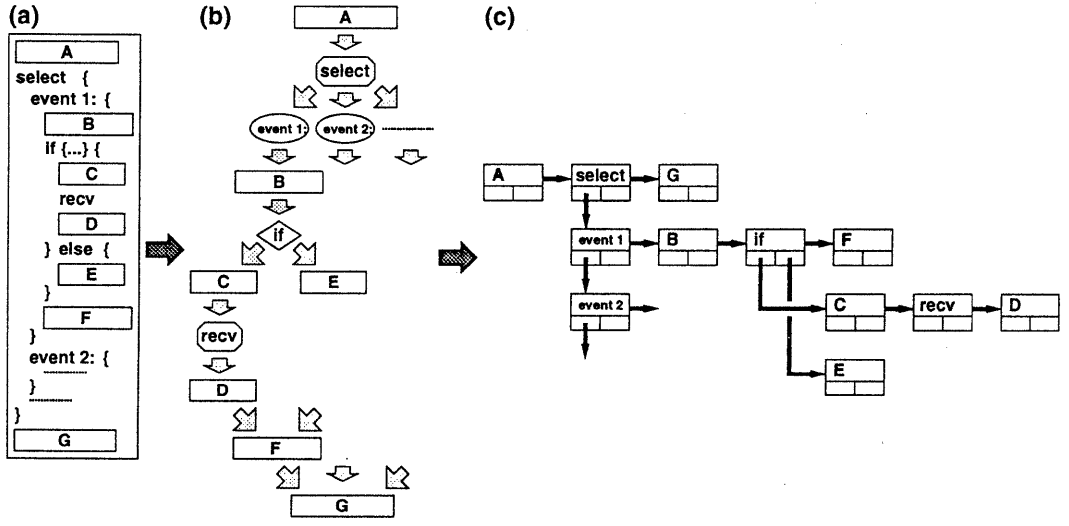 (a)
A
select {
event 1: {
B
if {...} {
C
recv
D
} else {
E
}
F
}
event 2: {
}
}
G
(b)
A
select
event 1:
event 2:
B
if
C
E
recv
D
F
G
(c)
A
select
G
event 1
B
if
F
event 2
C
recv
D
E